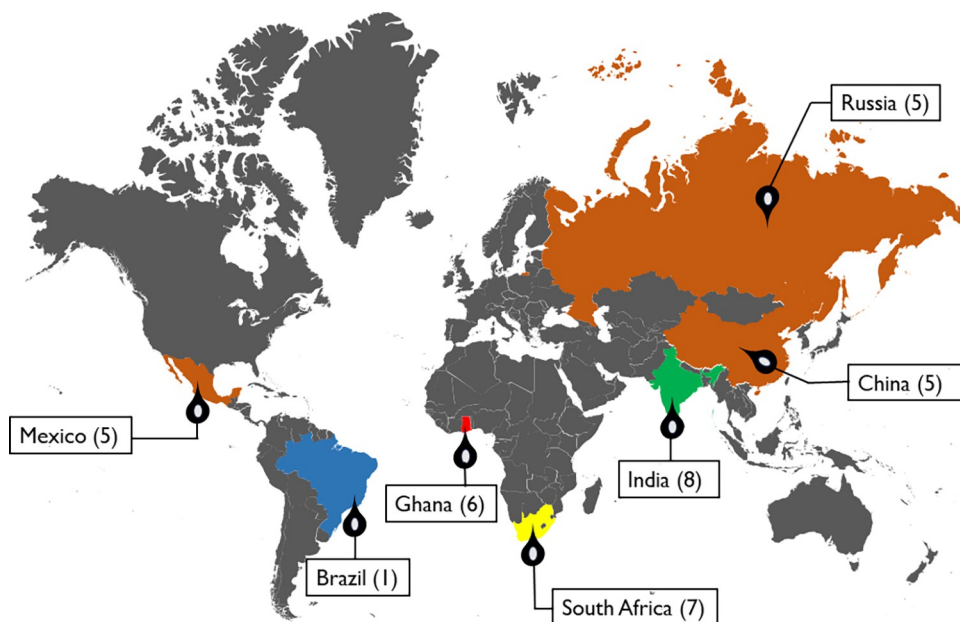 Russia (5)
China (5)
Mexico (5)
India (8)
Ghana (6)
Brazil (1)
South Africa (7)